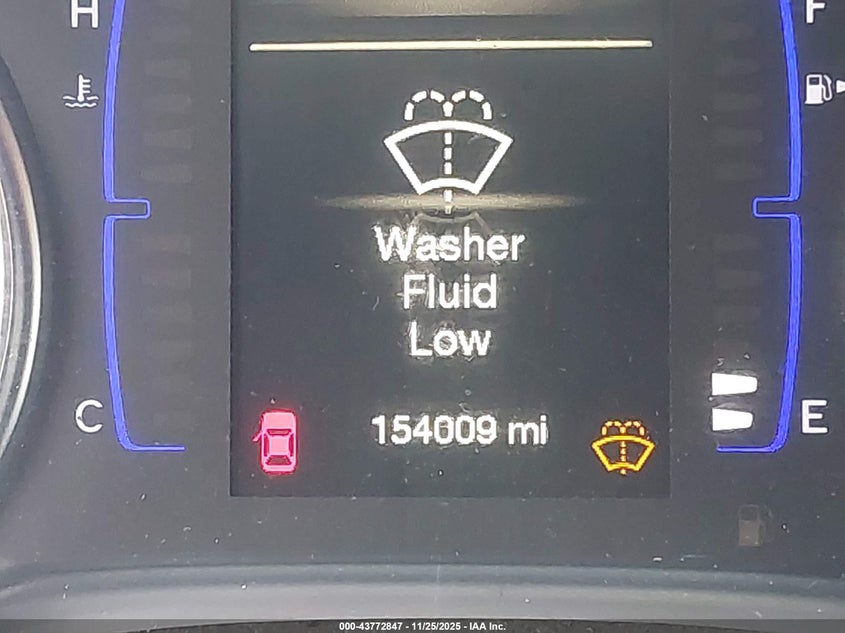 H
F
Washer
Fluid
Low
C
E
154009 mi
000-43772847 - 11/25/2025 - IAA Inc.